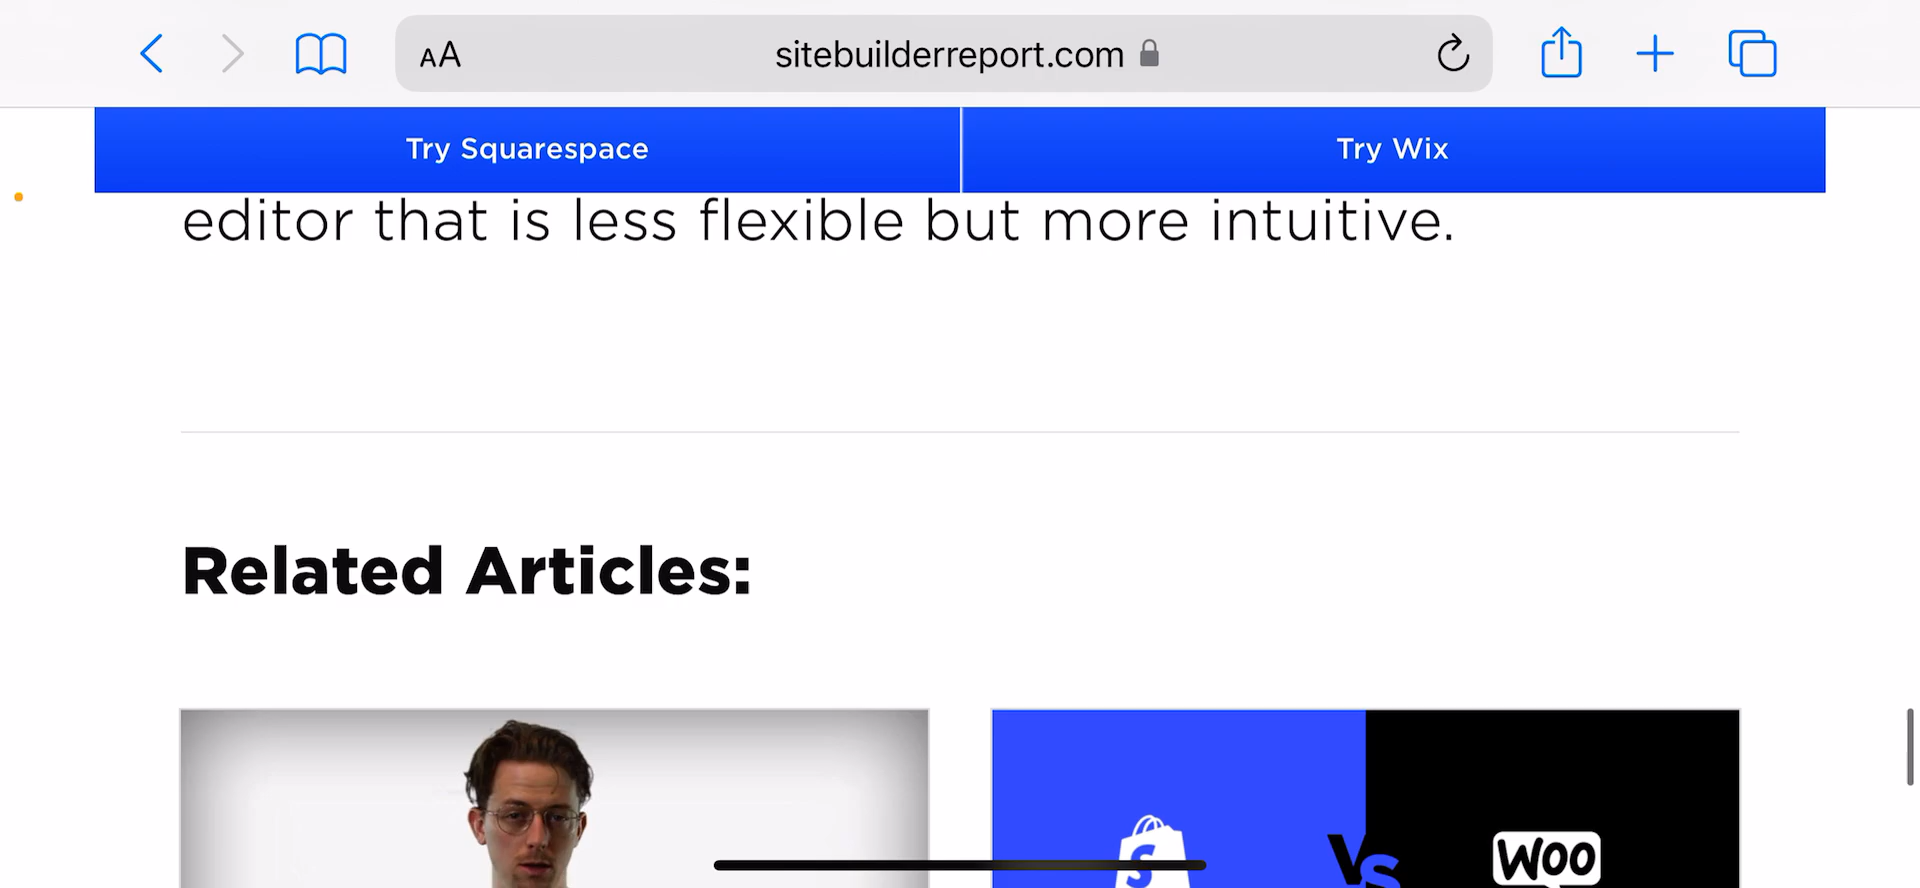 AA
sitebuilderreport.com
Try Squarespace
Try Wix
editor that is less flexible but more intuitive.
Related Articles:
S
VS
Woo